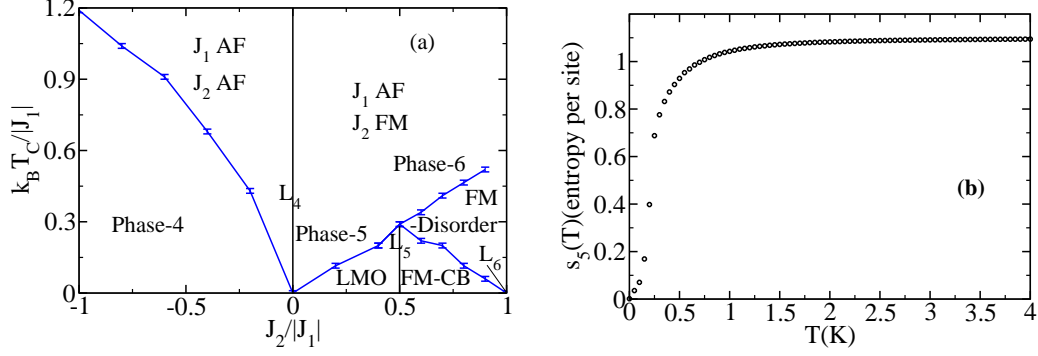 1.2
0.9
0.6
0.3
0
k_B T_C/|J_1|
-1
-0.5
0
0.5
1
J_2/|J_1|
(a)
J_1 AF
J_2 AF
J_1 AF
J_2 FM
Phase-6
FM
-Disorder
L_4
Phase-4
Phase-5
L_5
L_6
LMO
FM-CB
1
0.8
0.6
0.4
0.2
0
s_5(T)(entropy per site)
0
0.5
1
1.5
2
2.5
3
3.5
4
T(K)
(b)